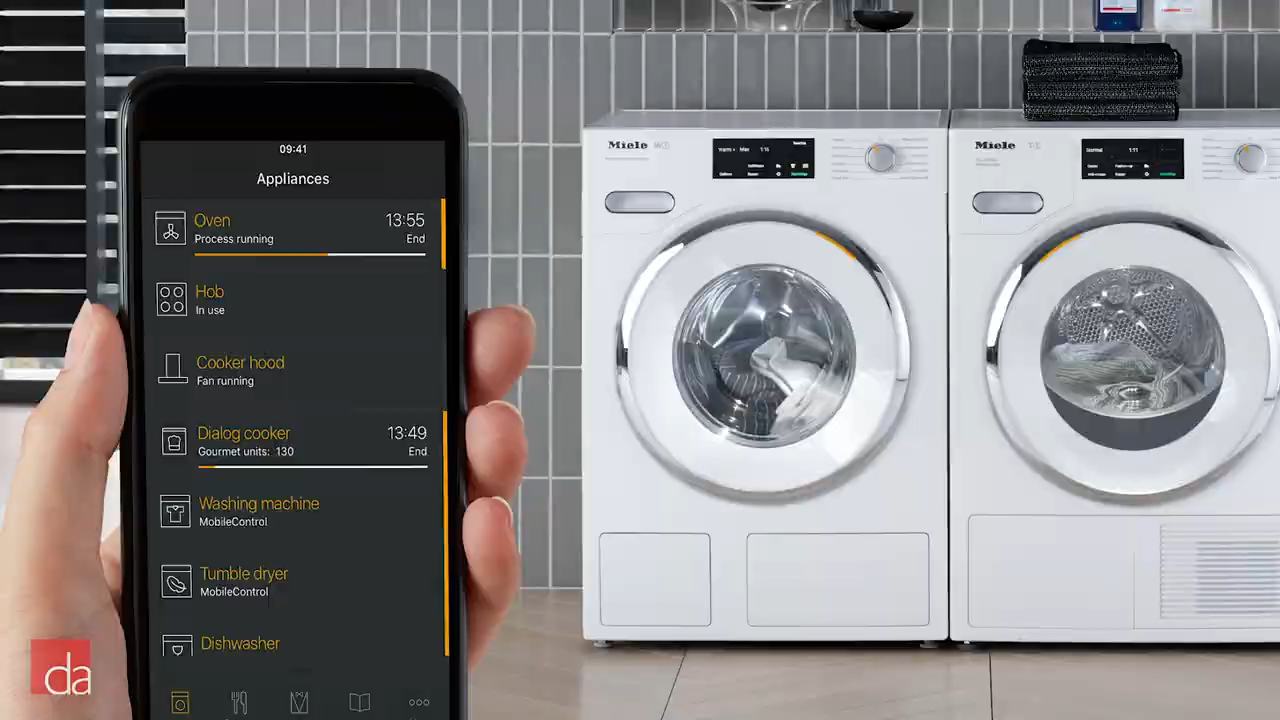 09:41
Appliances
Oven 13:55
Process running End
Hob
In use
Cooker hood
Fan running
Dialog cooker 13:49
Gourmet units: 130 End
Washing machine
MobileControl
Tumble dryer
MobileControl
Dishwasher
da
Miele
Miele